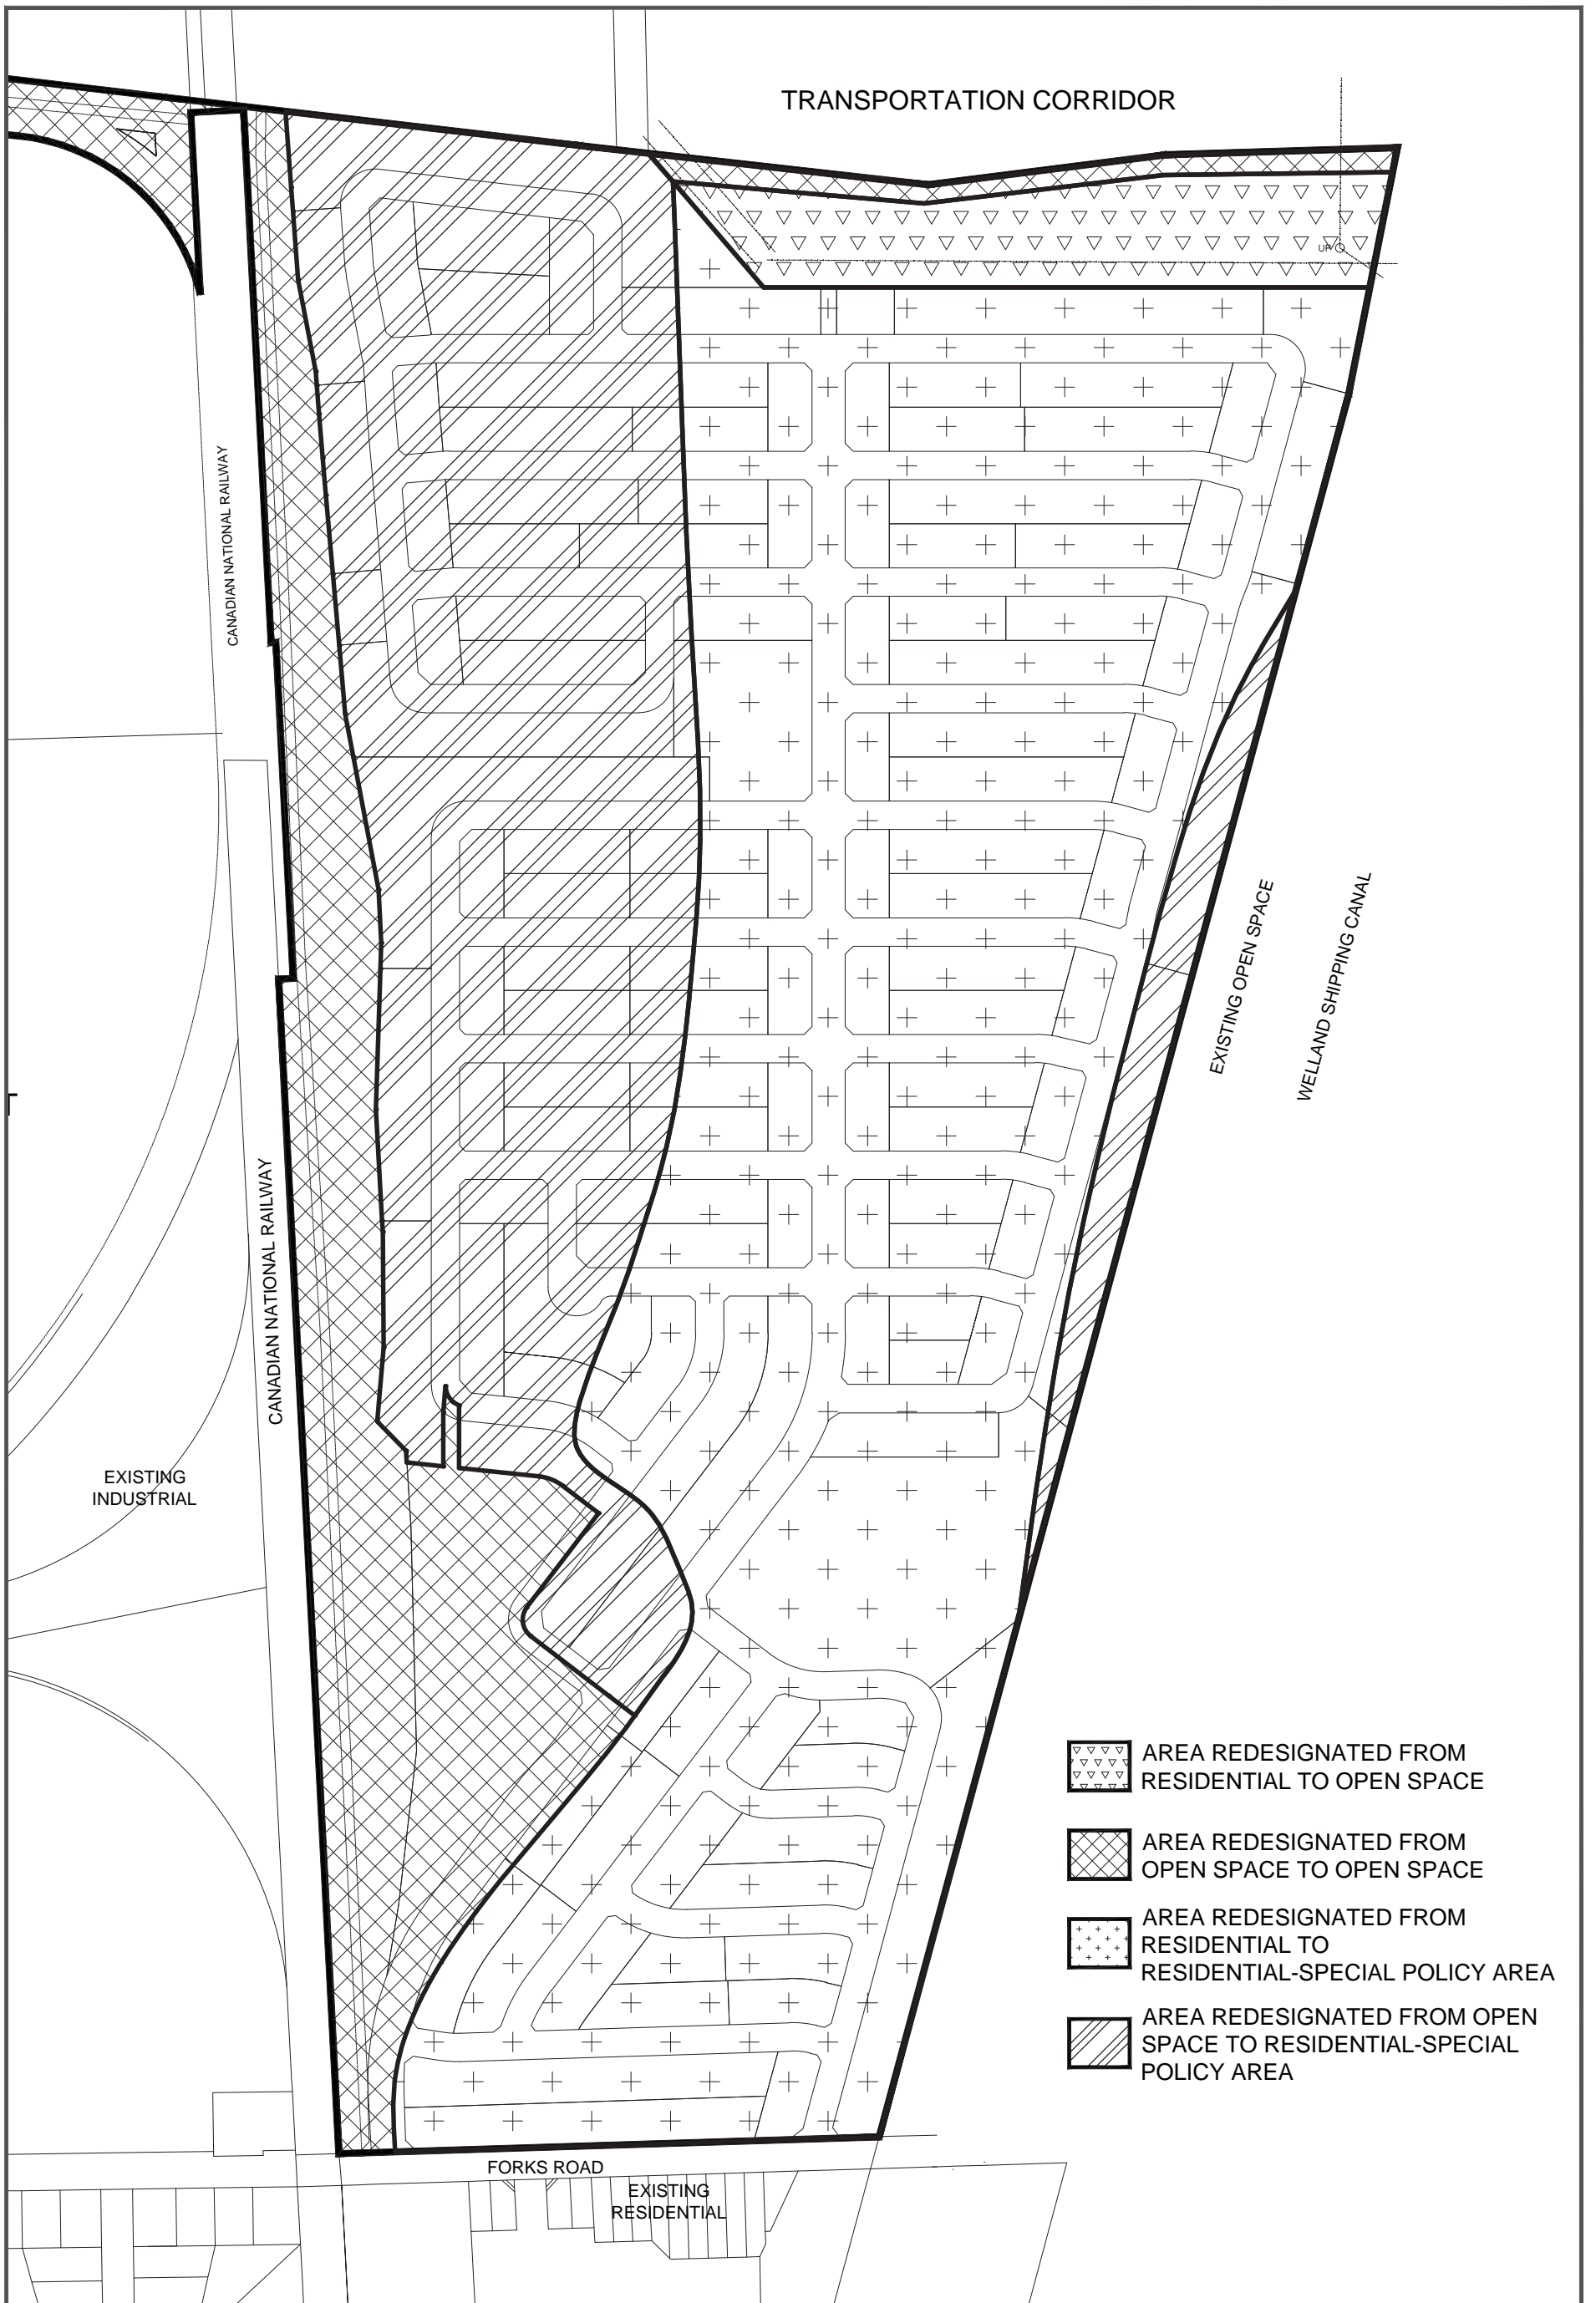 TRANSPORTATION CORRIDOR
UP
CANADIAN NATIONAL RAILWAY
EXISTING OPEN SPACE
WELLAND SHIPPING CANAL
T
CANADIAN NATIONAL RAILWAY
EXISTING
INDUSTRIAL
AREA REDESIGNATED FROM
RESIDENTIAL TO OPEN SPACE
AREA REDESIGNATED FROM
OPEN SPACE TO OPEN SPACE
AREA REDESIGNATED FROM
RESIDENTIAL TO
RESIDENTIAL-SPECIAL POLICY AREA
AREA REDESIGNATED FROM OPEN
SPACE TO RESIDENTIAL-SPECIAL
POLICY AREA
FORKS ROAD
EXISTING
RESIDENTIAL